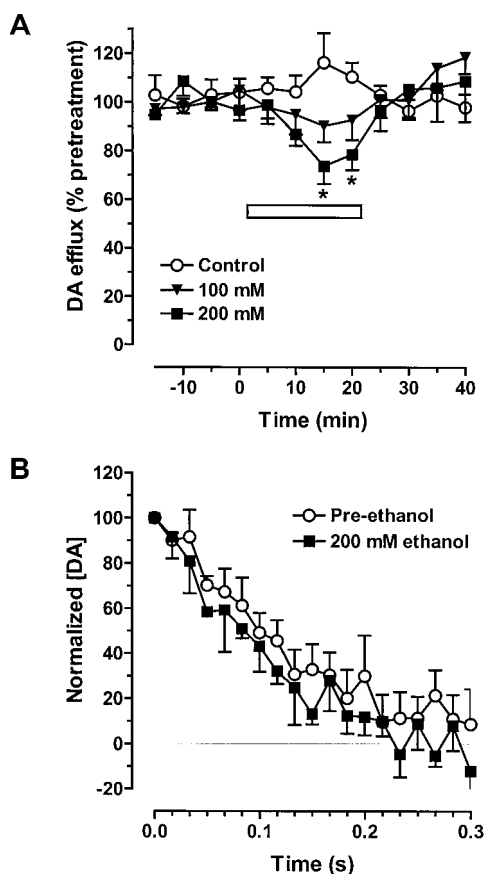 A
DA efflux (% pretreatment)
120
100
80
60
40
20
0
* *
Control
100 mM
200 mM
-10 0 10 20 30 40
Time (min)
B
Normalized [DA]
120
100
80
60
40
20
0
-20
Pre-ethanol
200 mM ethanol
0.0 0.1 0.2 0.3
Time (s)